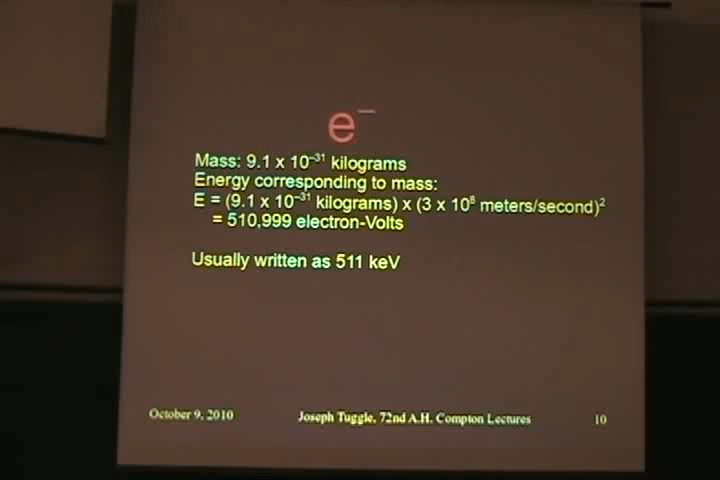 e⁻
Mass: 9.1 x 10⁻³¹ kilograms
Energy corresponding to mass:
E = (9.1 x 10⁻³¹ kilograms) x (3 x 10⁸ meters/second)²
= 510,999 electron-Volts
Usually written as 511 keV
October 9, 2010 Joseph Tuggle, 72nd A.H. Compton Lectures 10